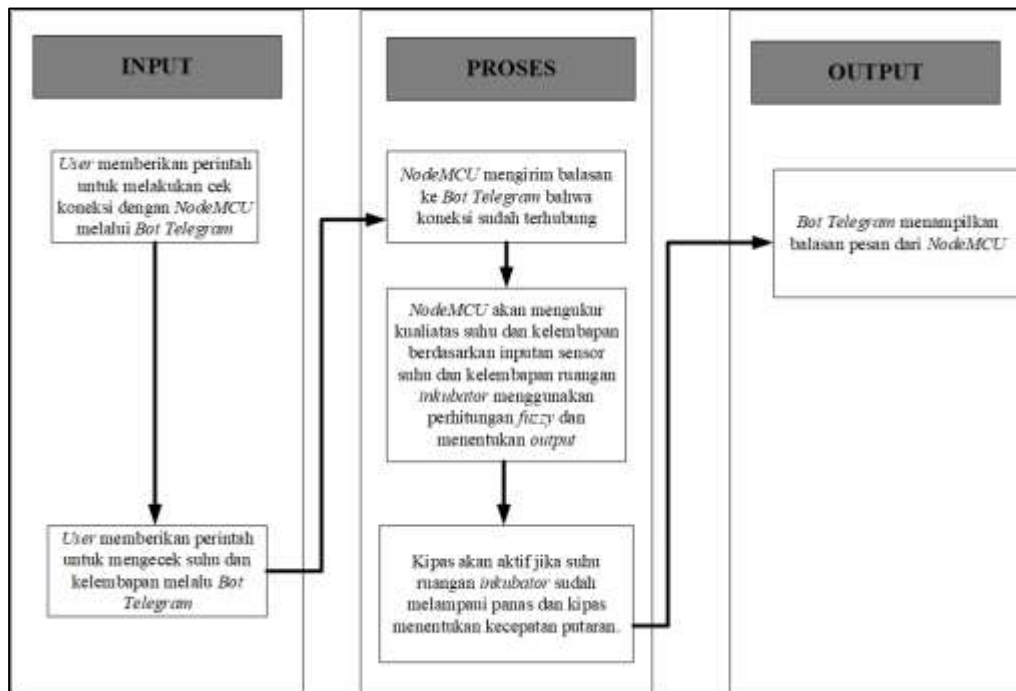 INPUT
User memberikan perintah
untuk melakukan cek
koneksi dengan NodeMCU
melalui Bot Telegram
User memberikan perintah
untuk mengecek suhu dan
kelembapan melalu Bot
Telegram
PROSES
NodeMCU mengirim balasan
ke Bot Telegram bahwa
koneksi sudah terhubung
NodeMCU akan mengukur
kualiatas suhu dan kelembapan
berdasarkan inputan sensor
suhu dan kelembapan ruangan
inkubator menggunakan
perhitungan fuzzy dan
menentukan output
Kipas akan aktif jika suhu
ruangan inkubator sudah
melampaui panas dan kipas
menentukan kecepatan putaran.
OUTPUT
Bot Telegram menampilkan
balasan pesan dari NodeMCU